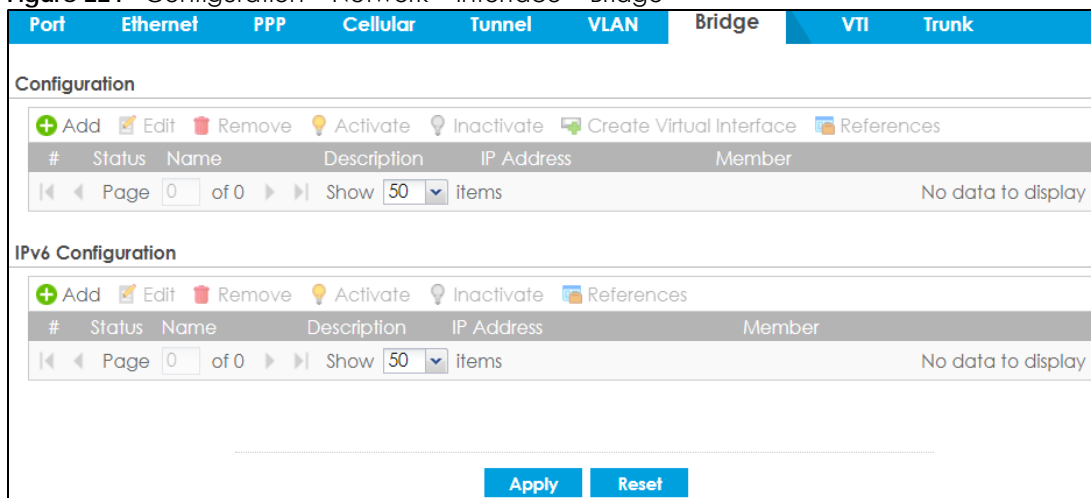 Port Ethernet PPP Cellular Tunnel VLAN Bridge VTI Trunk
Configuration
Add Edit Remove Activate Inactivate Create Virtual Interface References
# Status Name Description IP Address Member
Page 0 of 0 Show 50 items No data to display
IPv6 Configuration
Add Edit Remove Activate Inactivate References
# Status Name Description IP Address Member
Page 0 of 0 Show 50 items No data to display
Apply Reset